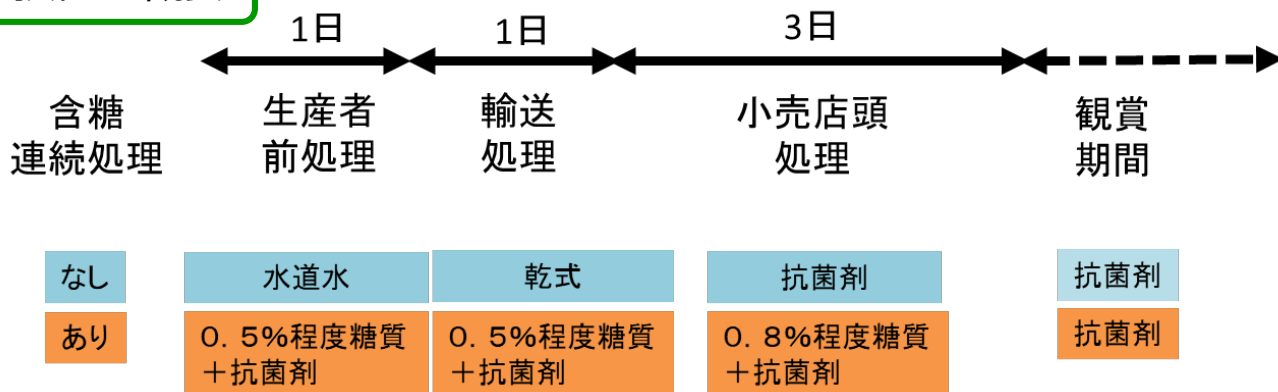 1日
1日
3日
含糖
連続処理
生産者
前処理
輸送
処理
小売店頭
処理
観賞
期間
なし
水道水
乾式
抗菌剤
抗菌剤
あり
0. 5%程度糖質
+抗菌剤
0. 5%程度糖質
+抗菌剤
0. 8%程度糖質
+抗菌剤
抗菌剤